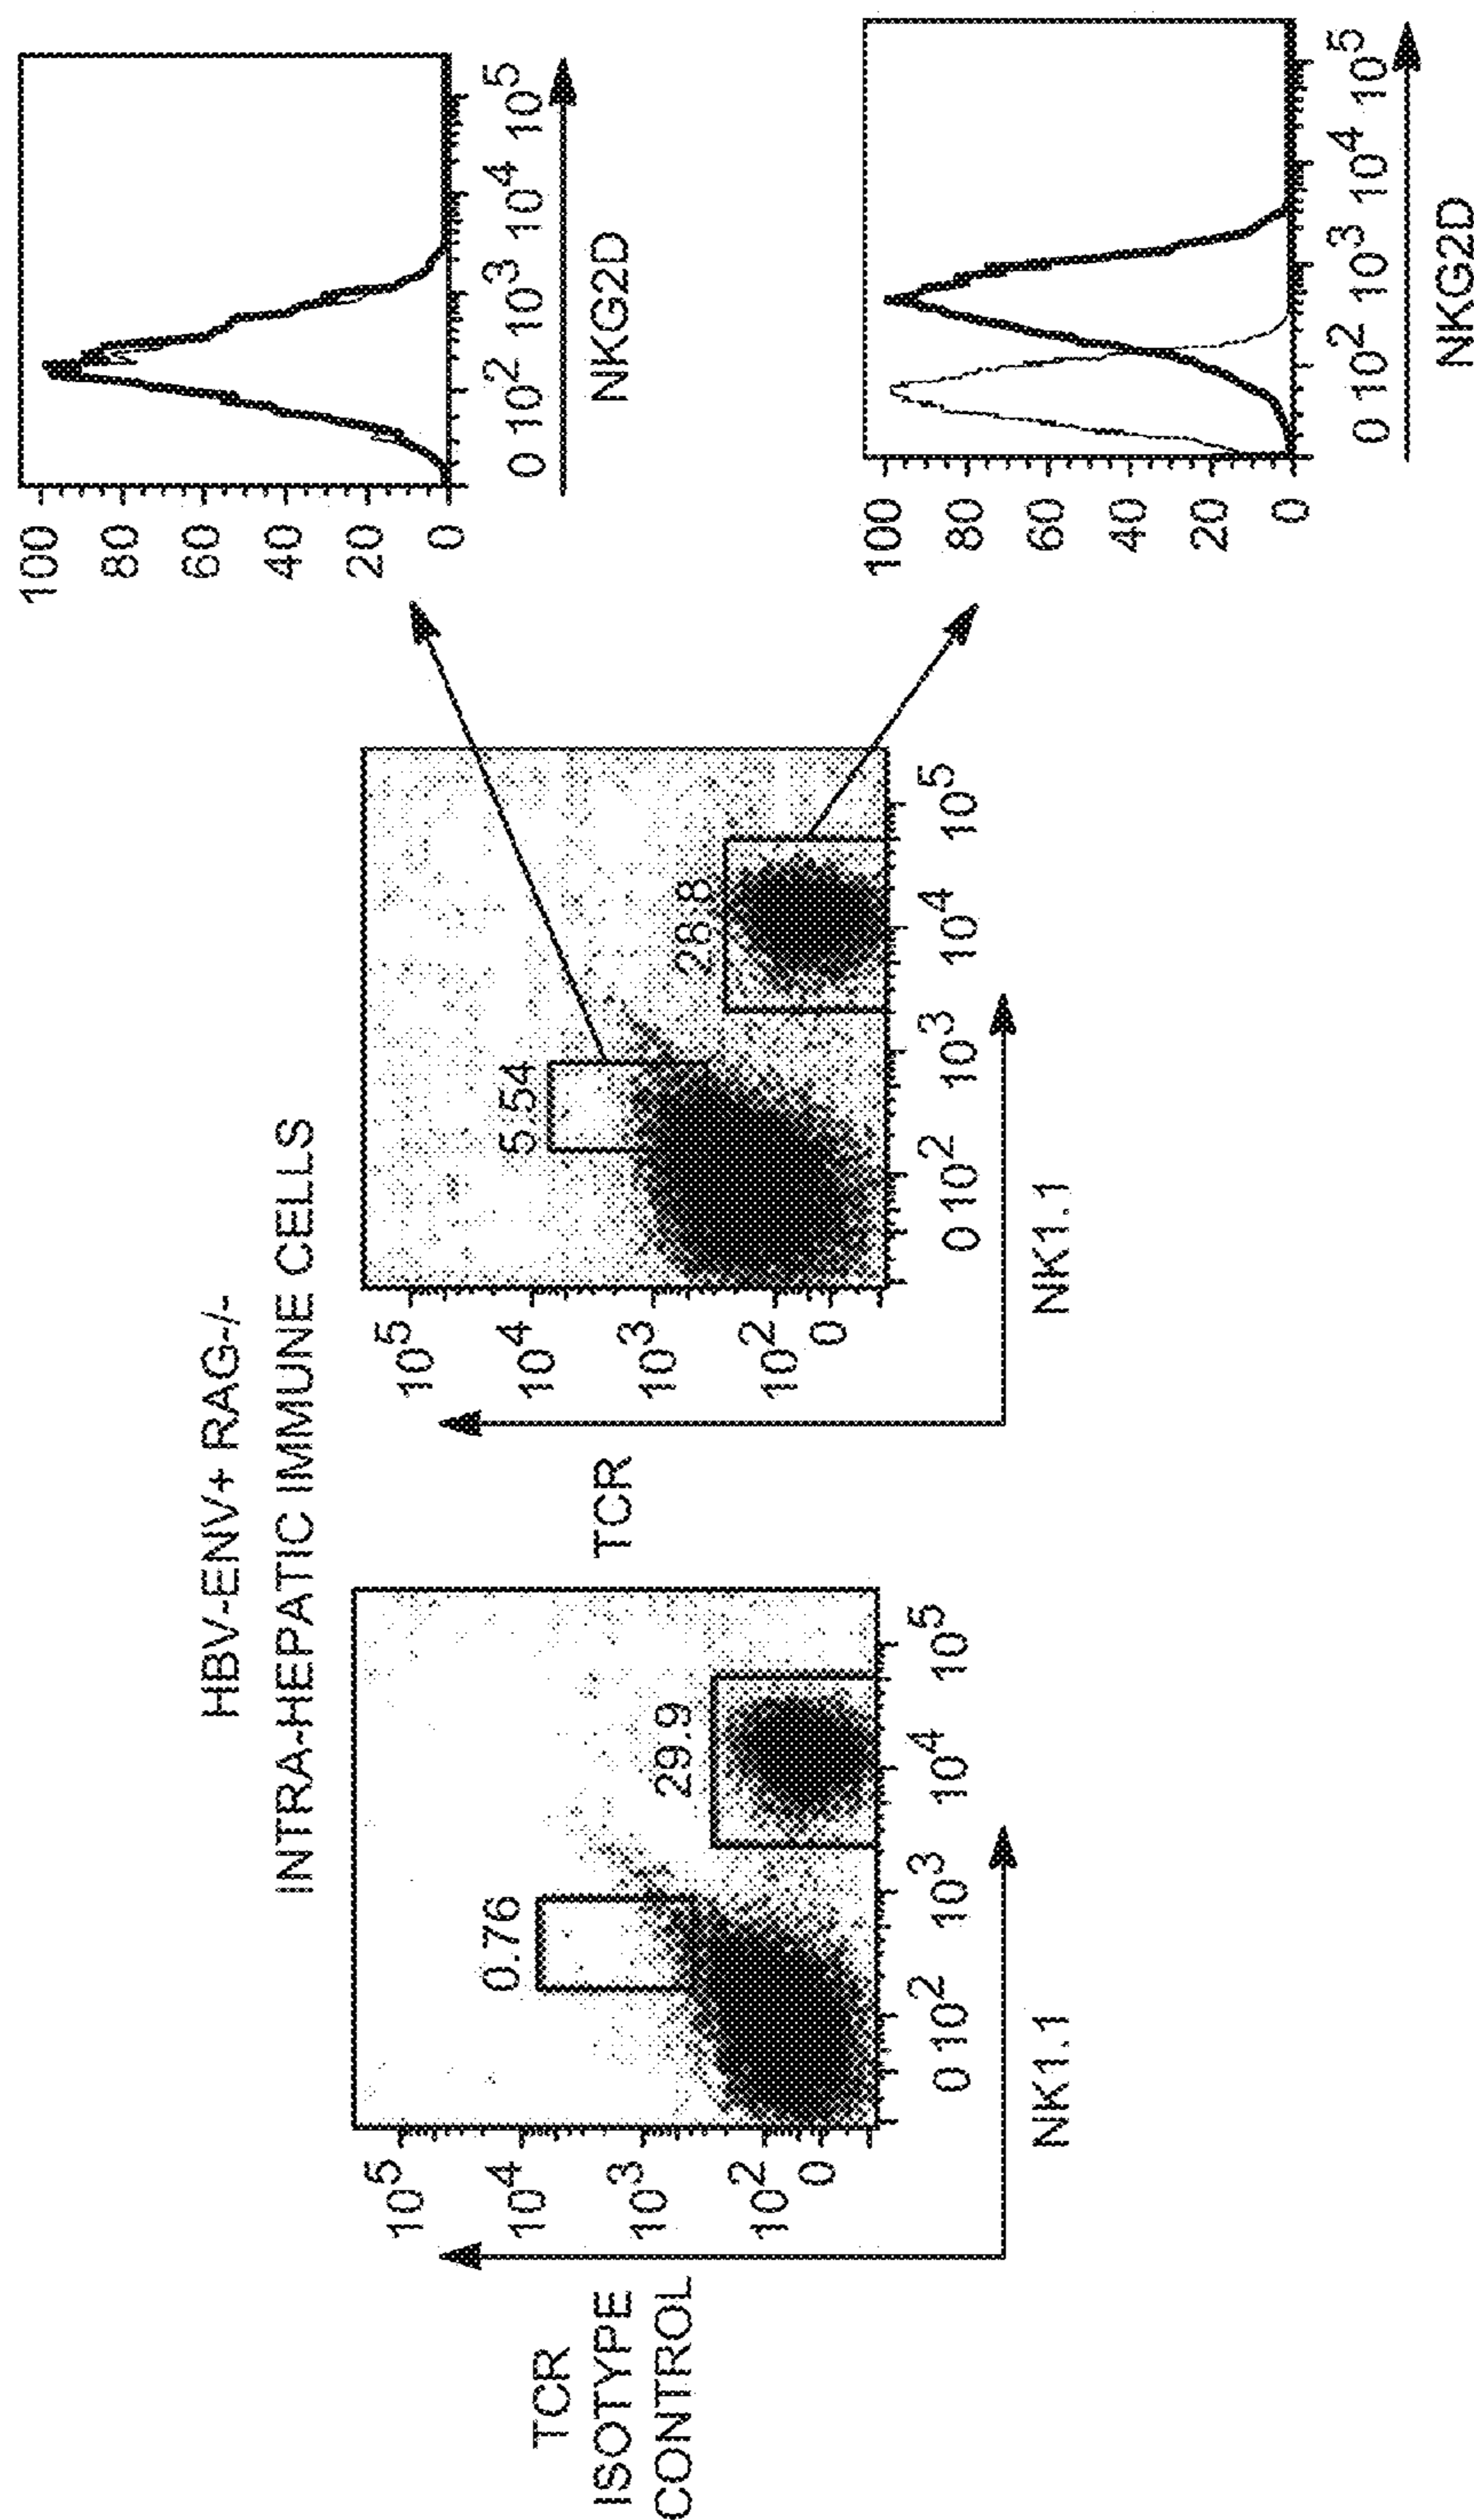 HBV-ENV+ RAG-/-
INTRA-HEPATIC IMMUNE CELLS
TCR
ISOTYPE
CONTROL
10^5
10^4
10^3
10^2
0
0.76
29.9
0 10^2 10^3 10^4 10^5
NK1.1
TCR
10^5
10^4
10^3
10^2
0
5.54
28.8
0 10^2 10^3 10^4 10^5
NK1.1
100
80
60
40
20
0
0 10^2 10^3 10^4 10^5
NKG2D
100
80
60
40
20
0
0 10^2 10^3 10^4 10^5
NKG2D